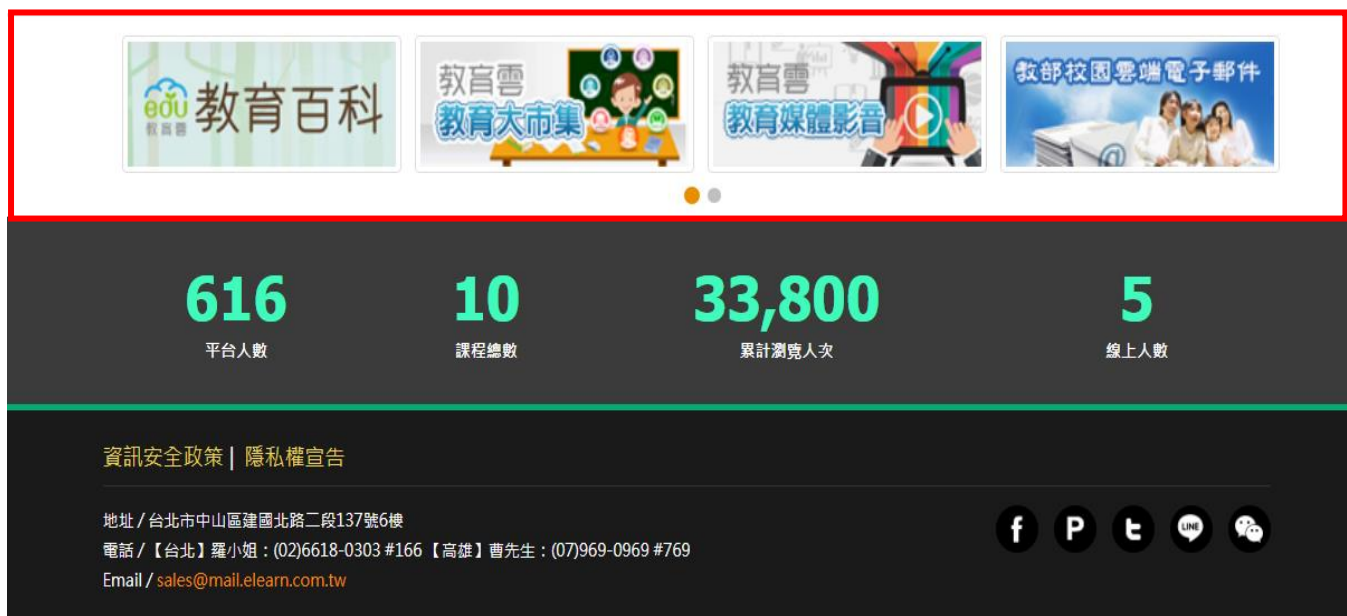 edu
教育雲
教育百科
教育雲
教育大市集
教育雲
教育媒體影音
教部校園雲端電子郵件
@
616
平台人數
10
課程總數
33,800
累計瀏覽人次
5
線上人數
資訊安全政策 | 隱私權宣告
地址 / 台北市中山區建國北路二段137號6樓
電話 / 【台北】羅小姐：(02)6618-0303 #166 【高雄】曹先生：(07)969-0969 #769
Email / sales@mail.elearn.com.tw
f P t LINE